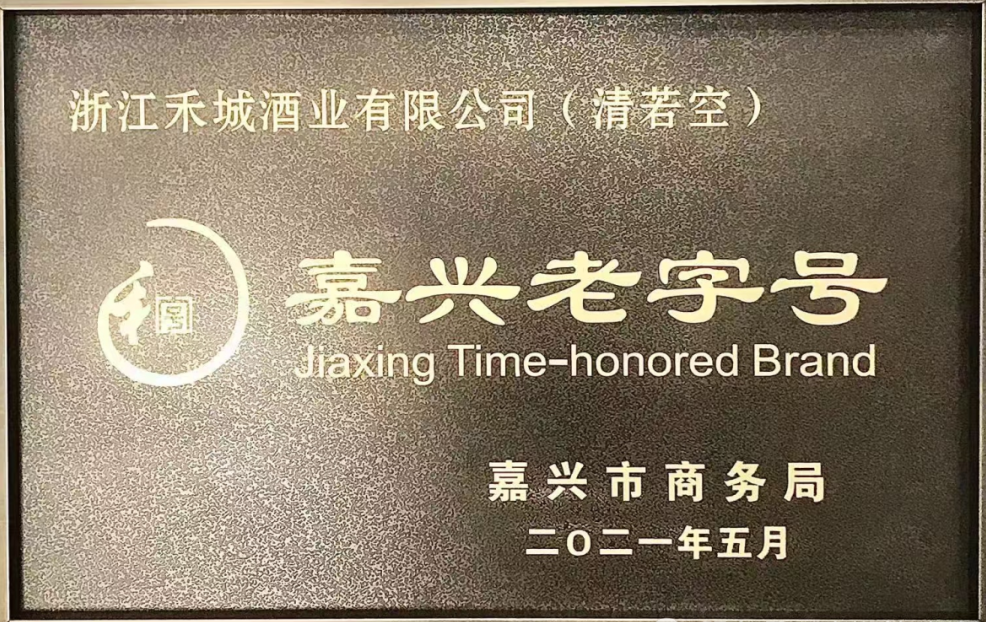 浙江禾城酒业有限公司（清若空）
嘉兴老字号
Jiaxing Time-honored Brand
嘉兴市商务局
二〇二一年五月